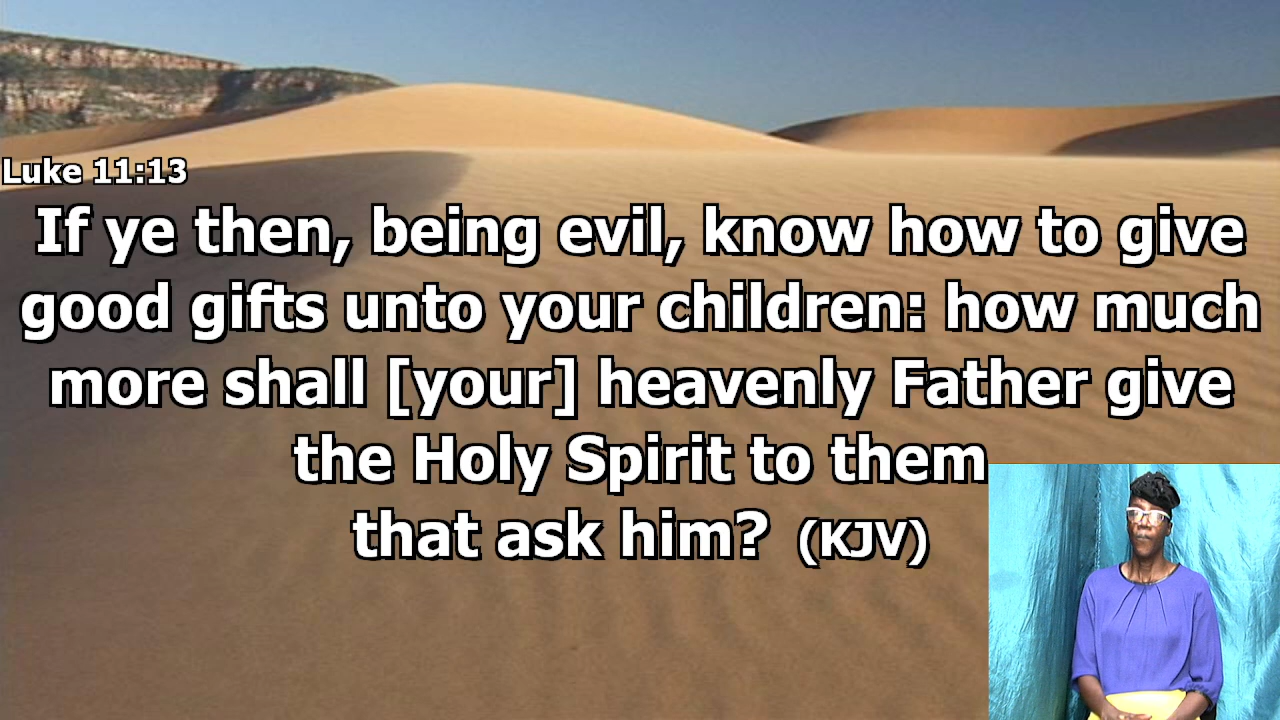 Luke 11:13
If ye then, being evil, know how to give
good gifts unto your children: how much
more shall [your] heavenly Father give
the Holy Spirit to them
that ask him? (KJV)